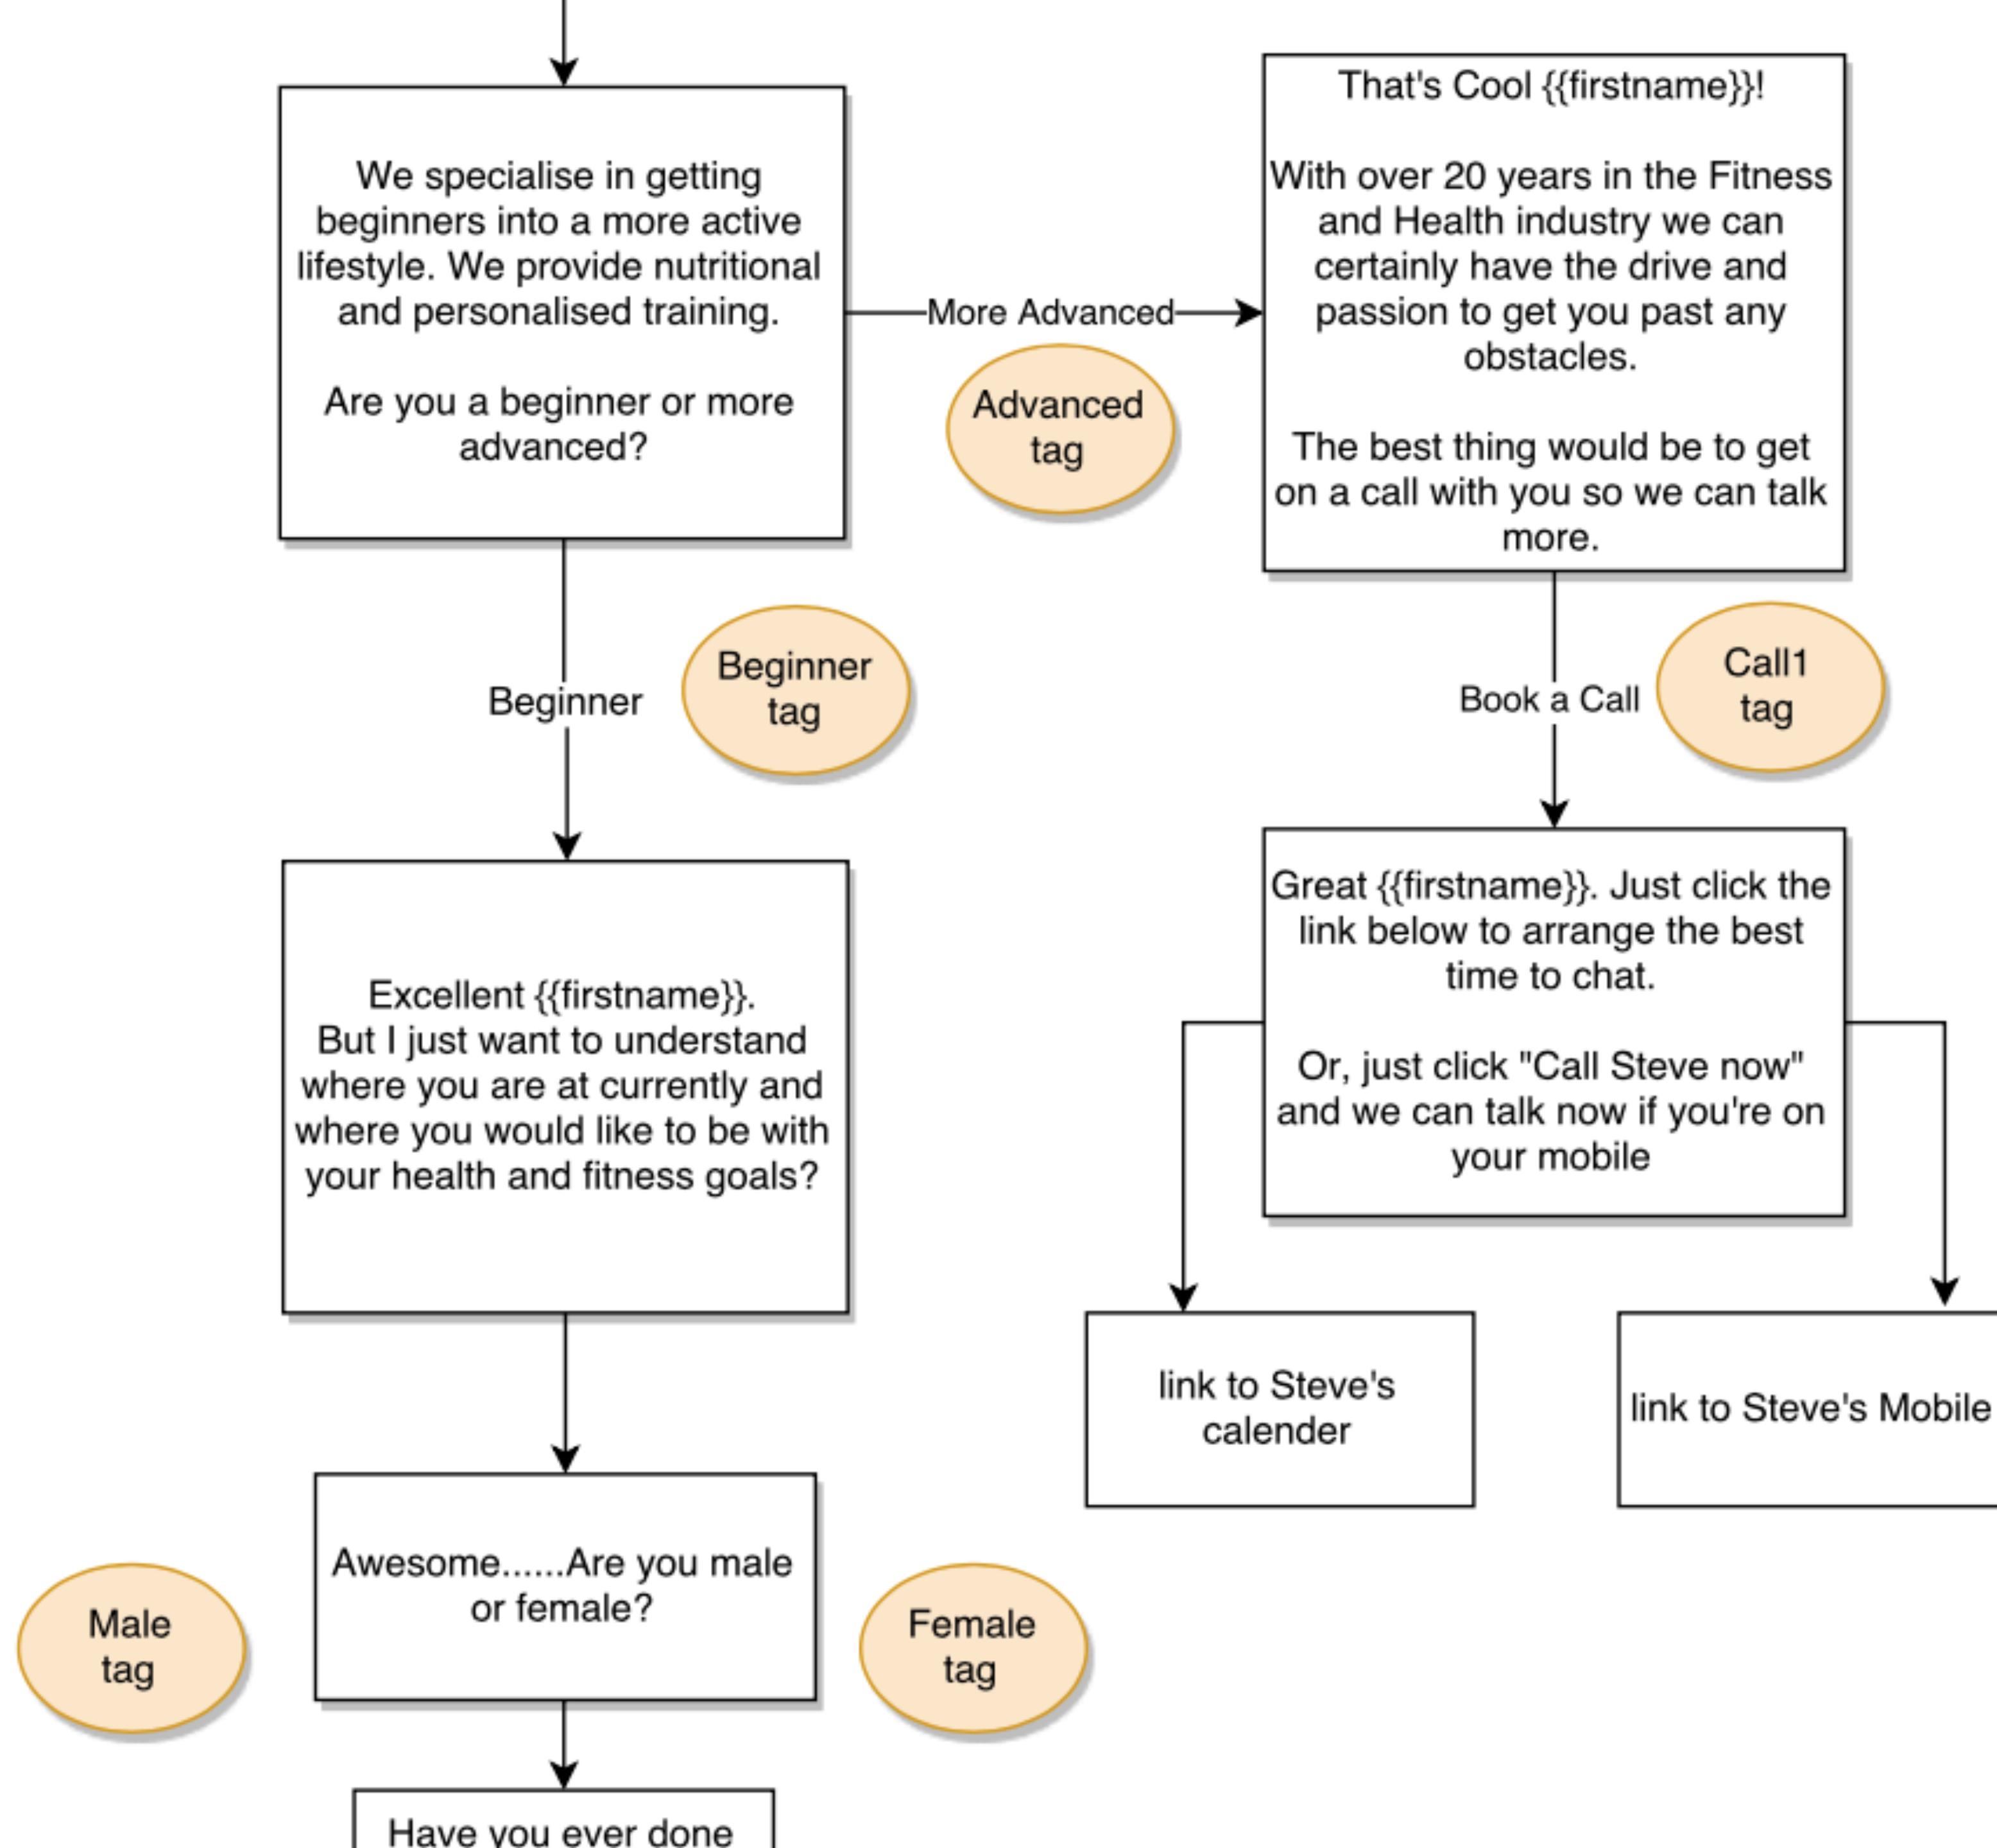 We specialise in getting
beginners into a more active
lifestyle. We provide nutritional
and personalised training.
Are you a beginner or more
advanced?
More Advanced
Advanced
tag
That's Cool {{firstname}}!
With over 20 years in the Fitness
and Health industry we can
certainly have the drive and
passion to get you past any
obstacles.
The best thing would be to get
on a call with you so we can talk
more.
Beginner
Beginner
tag
Book a Call
Call1
tag
Excellent {{firstname}}.
But I just want to understand
where you are at currently and
where you would like to be with
your health and fitness goals?
Great {{firstname}}. Just click the
link below to arrange the best
time to chat.
Or, just click "Call Steve now"
and we can talk now if you're on
your mobile
link to Steve's
calender
link to Steve's Mobile
Awesome......Are you male
or female?
Male
tag
Female
tag
Have you ever done